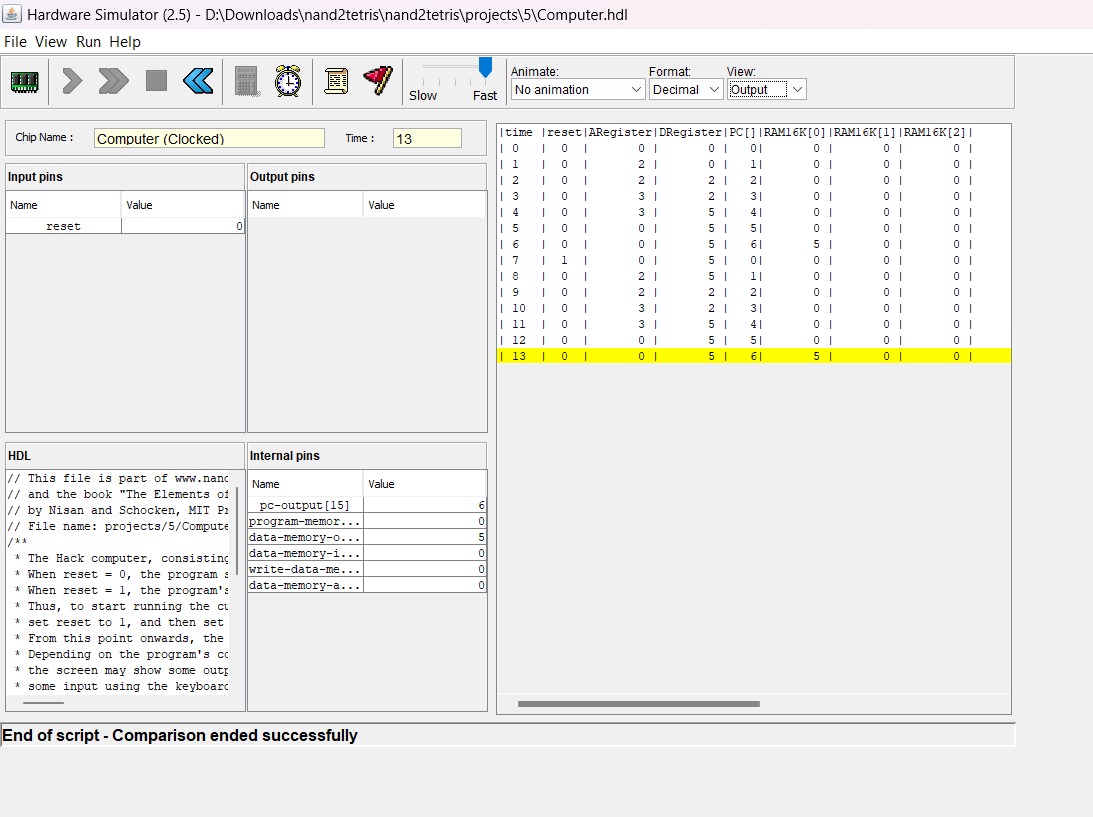 Hardware Simulator (2.5) - D:\Downloads\nand2tetris\nand2tetris\projects\5\Computer.hdl
File View Run Help
Slow Fast
Animate: Format: View:
No animation Decimal Output
Chip Name : Computer (Clocked) Time : 13
Input pins
Name Value
reset 0
Output pins
Name Value
HDL
// This file is part of www.nand
// and the book "The Elements of
// by Nisan and Schocken, MIT Pr
// File name: projects/5/Compute
/**
* The Hack computer, consisting
* When reset = 0, the program s
* When reset = 1, the program's
* Thus, to start running the cu
* set reset to 1, and then set
* From this point onwards, the
* Depending on the program's co
* the screen may show some outp
* some input using the keyboard
Internal pins
Name Value
pc-output[15] 6
program-memor... 0
data-memory-o... 5
data-memory-i... 0
write-data-me... 0
data-memory-a... 0
|time |reset|ARegister|DRegister|PC[]|RAM16K[0]|RAM16K[1]|RAM16K[2]|
| 0 | 0 | 0 | 0 | 0| 0 | 0 | 0 |
| 1 | 0 | 2 | 0 | 1| 0 | 0 | 0 |
| 2 | 0 | 2 | 2 | 2| 0 | 0 | 0 |
| 3 | 0 | 3 | 2 | 3| 0 | 0 | 0 |
| 4 | 0 | 3 | 5 | 4| 0 | 0 | 0 |
| 5 | 0 | 0 | 5 | 5| 0 | 0 | 0 |
| 6 | 0 | 0 | 5 | 6| 5 | 0 | 0 |
| 7 | 1 | 0 | 5 | 0| 0 | 0 | 0 |
| 8 | 0 | 2 | 5 | 1| 0 | 0 | 0 |
| 9 | 0 | 2 | 2 | 2| 0 | 0 | 0 |
| 10 | 0 | 3 | 2 | 3| 0 | 0 | 0 |
| 11 | 0 | 3 | 5 | 4| 0 | 0 | 0 |
| 12 | 0 | 0 | 5 | 5| 0 | 0 | 0 |
| 13 | 0 | 0 | 5 | 6| 5 | 0 | 0 |
End of script - Comparison ended successfully